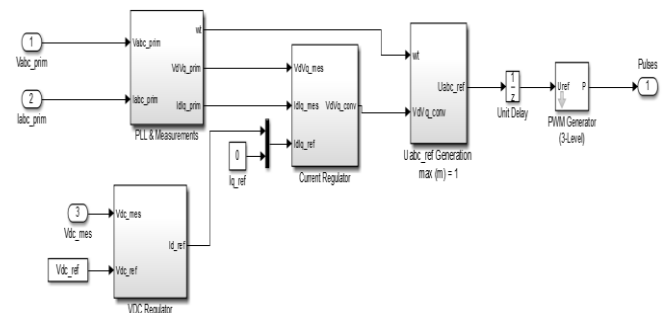 1
Vabc_prim
2
Iabc_prim
Vabc_prim
Iabc_prim
wt
VdVq_prim
IdIq_prim
PLL & Measurements
VdVq_mes
IdIq_mes
IdIq_ref
VdVq_conv
Current Regulator
0
Iq_ref
wt
VdVq_conv
Uabc_ref
Uabc_ref Generation
max (m) = 1
1
z
Unit Delay
Uref
P
PWM Generator
(3-Level)
Pulses
1
3
Vdc_mes
Vdc_ref
Vdc_mes
Vdc_ref
Id_ref
VDC Regulator